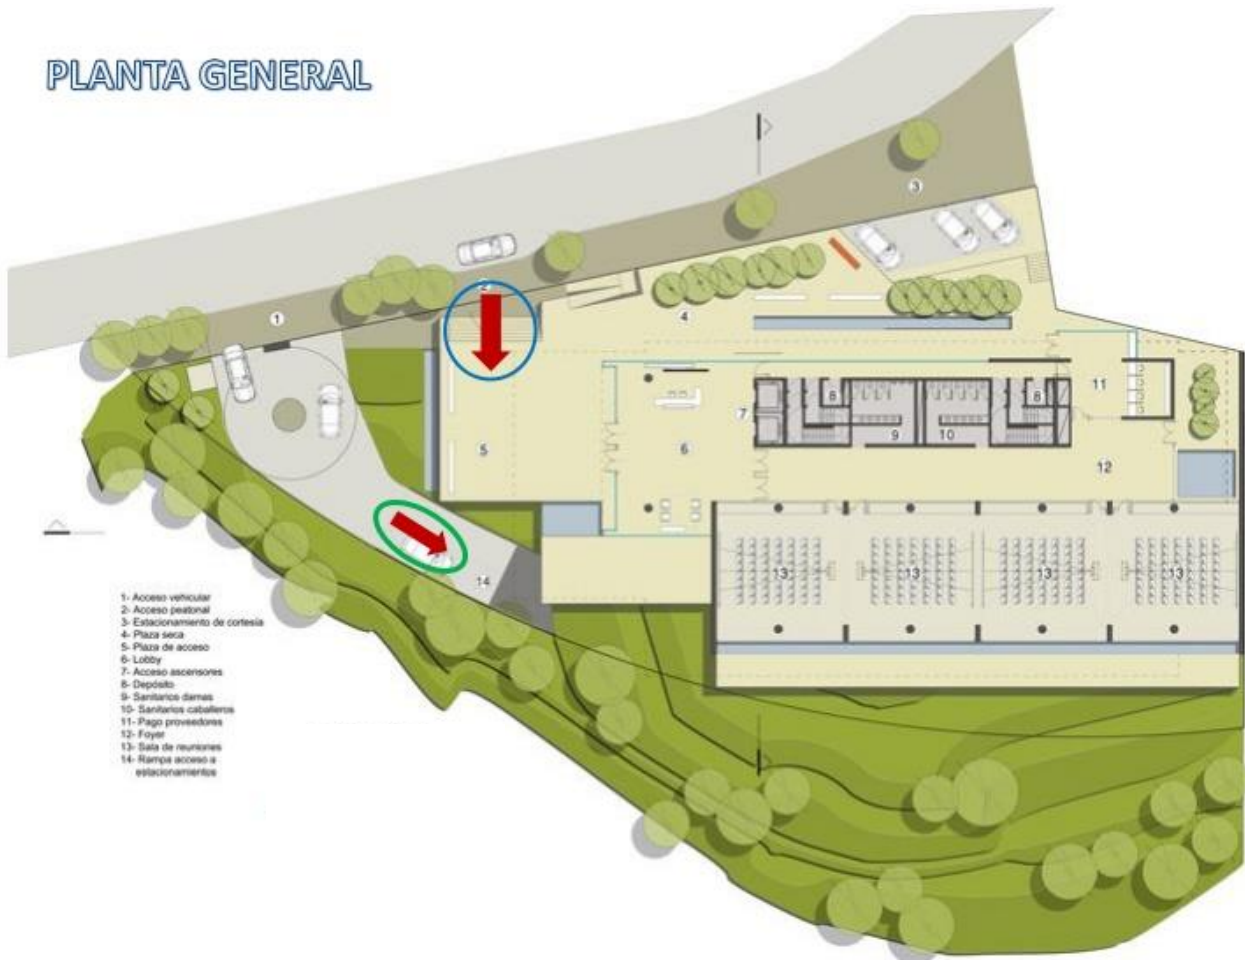 PLANTA GENERAL
3
2
1
4
5
6
7
8
8
9
10
11
12
13
13
13
13
14
1- Acceso vehicular
2- Acceso peatonal
3- Estacionamiento de cortesía
4- Plaza seca
5- Plaza de acceso
6- Lobby
7- Acceso ascensores
8- Depósito
9- Sanitarios damas
10- Sanitarios caballeros
11- Pago proveedores
12- Foyer
13- Sala de reuniones
14- Rampa acceso a
estacionamientos